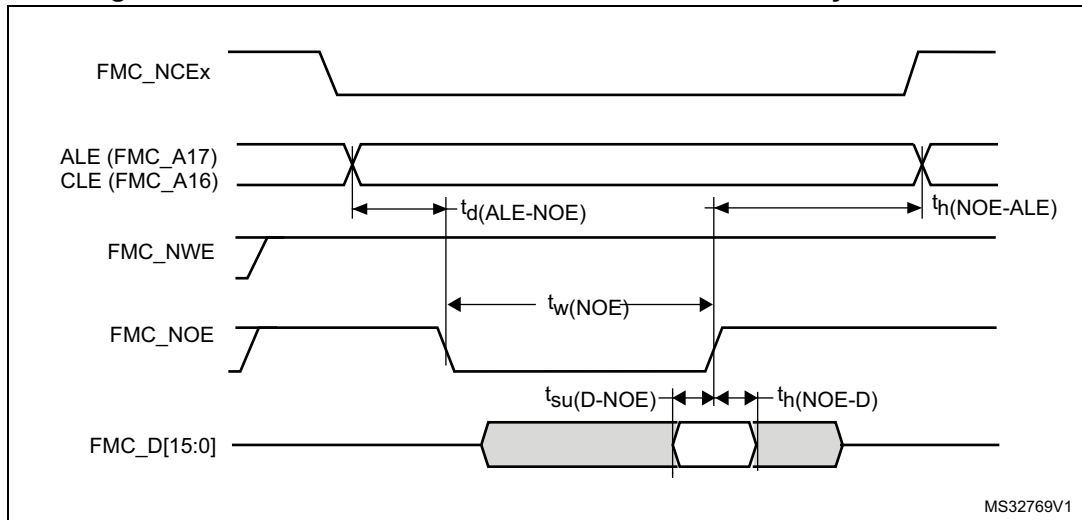 FMC_NCEx
ALE (FMC_A17)
CLE (FMC_A16)
td(ALE-NOE)
th(NOE-ALE)
FMC_NWE
tw(NOE)
FMC_NOE
tsu(D-NOE)
th(NOE-D)
FMC_D[15:0]
MS32769V1